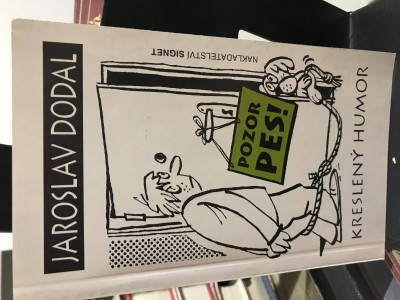 JAROSLAV DODAL
POZOR
PES!
KRESLENÝ HUMOR
NAKLADATELSTVÍ SIGNET